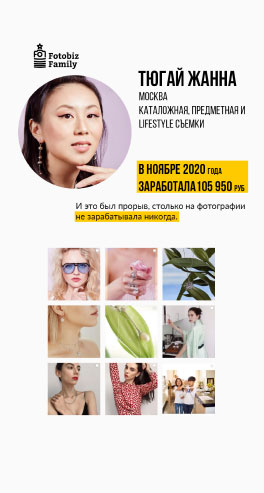 Fotobiz
Family
ТЮГАЙ ЖАННА
МОСКВА
КАТАЛОЖНАЯ, ПРЕДМЕТНАЯ И
LIFESTYLE СЪЕМКИ
В НОЯБРЕ 2020 ГОДА
ЗАРАБОТАЛА 105 950 РУБ
И это был прорыв, столько на фотографии
не зарабатывала никогда.